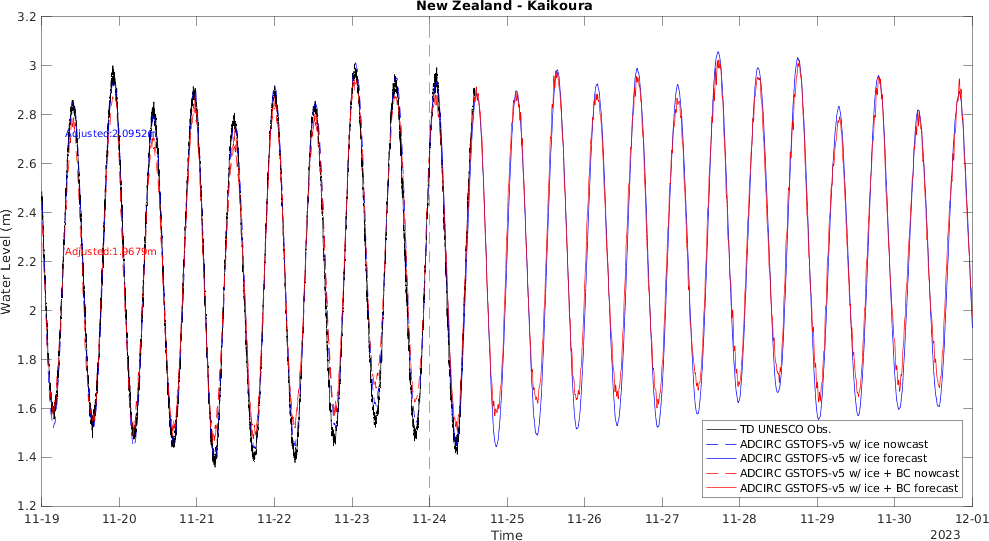 New Zealand - Kaikoura
3.2
3
2.8
2.6
2.4
2.2
2
1.8
1.6
1.4
1.2
Water Level (m)
Adjusted:2.0952m
Adjusted:1.9679m
TD UNESCO Obs.
ADCIRC GSTOFS-v5 w/ ice nowcast
ADCIRC GSTOFS-v5 w/ ice forecast
ADCIRC GSTOFS-v5 w/ ice + BC nowcast
ADCIRC GSTOFS-v5 w/ ice + BC forecast
11-19 11-20 11-21 11-22 11-23 11-24 11-25 11-26 11-27 11-28 11-29 11-30 12-01
Time
2023